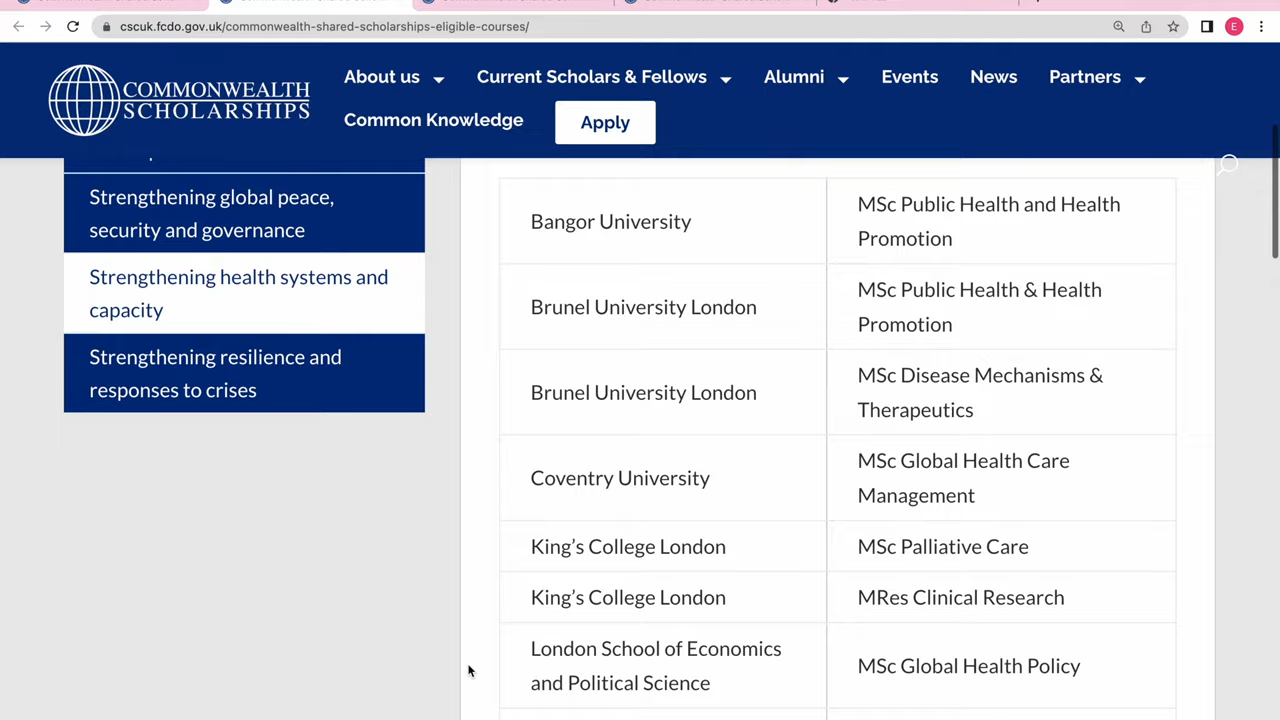 cscuk.fcdo.gov.uk/commonwealth-shared-scholarships-eligible-courses/
E
COMMONWEALTH
SCHOLARSHIPS
About us
Current Scholars & Fellows
Alumni
Events
News
Partners
Common Knowledge
Apply
Strengthening global peace,
security and governance
Strengthening health systems and
capacity
Strengthening resilience and
responses to crises
Bangor University
MSc Public Health and Health
Promotion
Brunel University London
MSc Public Health & Health
Promotion
Brunel University London
MSc Disease Mechanisms &
Therapeutics
Coventry University
MSc Global Health Care
Management
King’s College London
MSc Palliative Care
King’s College London
MRes Clinical Research
London School of Economics
and Political Science
MSc Global Health Policy